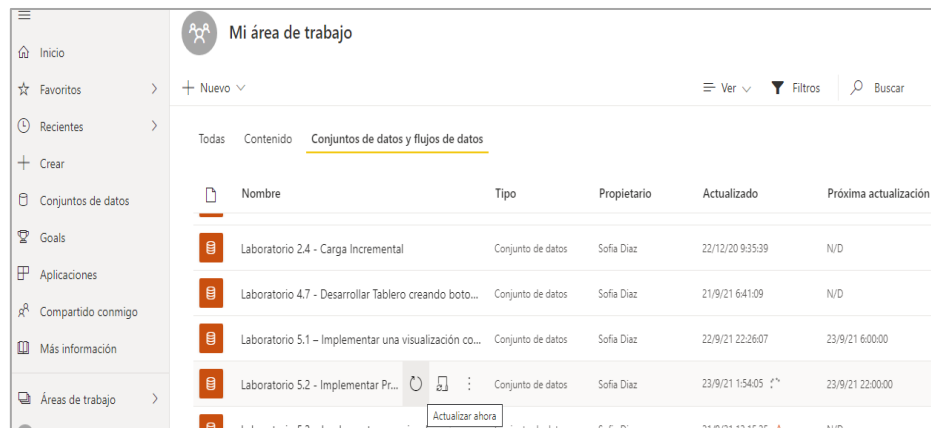 Mi área de trabajo
Inicio
Favoritos
Recientes
Crear
Conjuntos de datos
Goals
Aplicaciones
Compartido conmigo
Más información
Áreas de trabajo
Nuevo
Ver
Filtros
Buscar
Todas Contenido Conjuntos de datos y flujos de datos
Nombre Tipo Propietario Actualizado Próxima actualización
Laboratorio 2.4 - Carga Incremental Conjunto de datos Sofia Diaz 22/12/20 9:35:39 N/D
Laboratorio 4.7 - Desarrollar Tablero creando boto... Conjunto de datos Sofia Diaz 21/9/21 6:41:09 N/D
Laboratorio 5.1 – Implementar una visualización co... Conjunto de datos Sofia Diaz 22/9/21 22:26:07 23/9/21 6:00:00
Laboratorio 5.2 - Implementar Pr... Conjunto de datos Sofia Diaz 23/9/21 1:54:05 23/9/21 22:00:00
Actualizar ahora